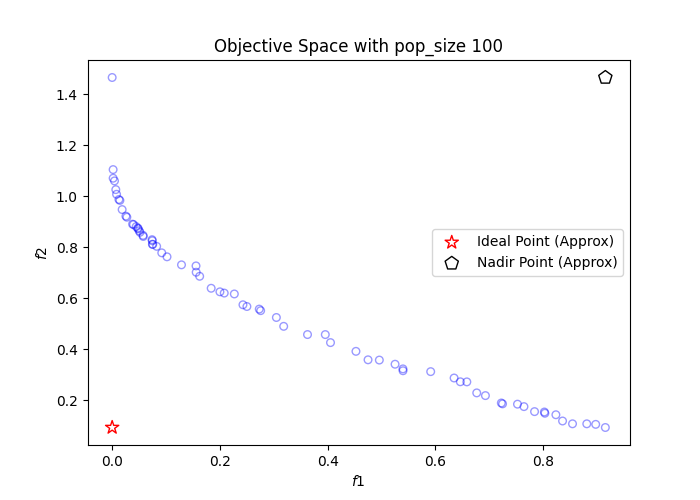 Objective Space with pop_size 100
1.4
1.2
1.0
0.8
0.6
0.4
0.2
f2
Ideal Point (Approx)
Nadir Point (Approx)
0.0
0.2
0.4
0.6
0.8
f1